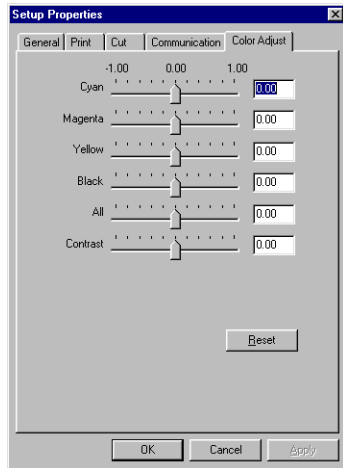 Setup Properties
General Print Cut Communication Color Adjust
-1.00 0.00 1.00
Cyan 0.00
Magenta 0.00
Yellow 0.00
Black 0.00
All 0.00
Contrast 0.00
Reset
OK Cancel Apply